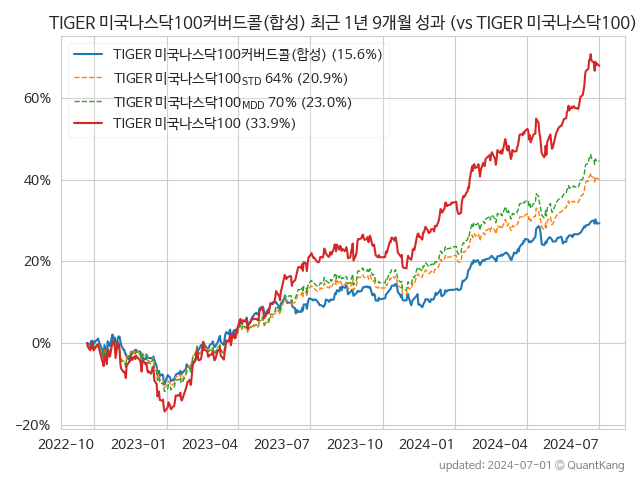 TIGER 미국나스닥100커버드콜(합성) 최근 1년 9개월 성과 (vs TIGER 미국나스닥100)
TIGER 미국나스닥100커버드콜(합성) (15.6%)
TIGER 미국나스닥100STD 64% (20.9%)
TIGER 미국나스닥100MDD 70% (23.0%)
TIGER 미국나스닥100 (33.9%)
60%
40%
20%
0%
−20%
2022-10 2023-01 2023-04 2023-07 2023-10 2024-01 2024-04 2024-07
updated: 2024-07-01 © QuantKang